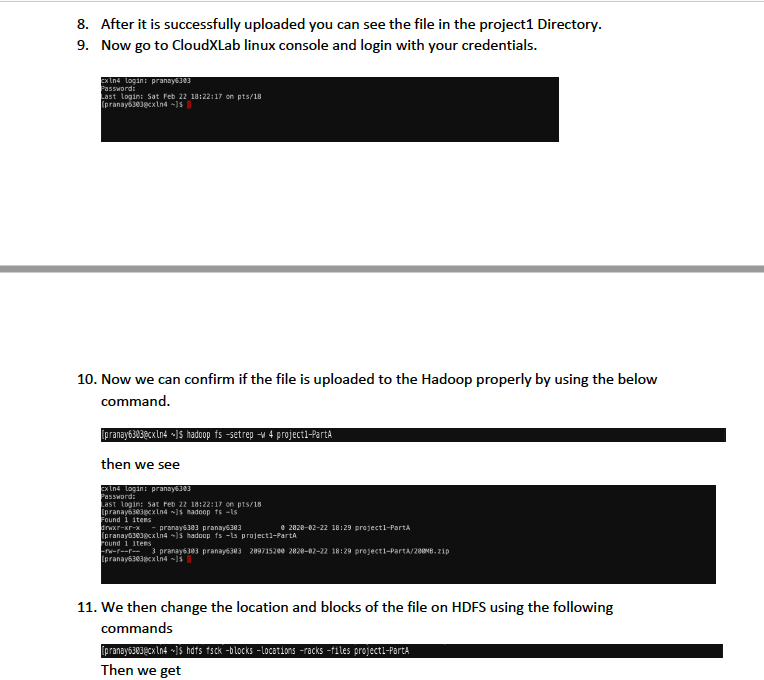 8. After it is successfully uploaded you can see the file in the project1 Directory.
9. Now go to CloudXLab linux console and login with your credentials.
cxln4 login: pranay6303
Password:
Last login: Sat Feb 22 18:22:17 on pts/18
[pranay6303@cxln4 ~]$
10. Now we can confirm if the file is uploaded to the Hadoop properly by using the below
command.
[pranay6303@cxln4 ~]$ hadoop fs -setrep -w 4 project1-PartA
then we see
cxln4 login: pranay6303
Password:
Last login: Sat Feb 22 18:22:17 on pts/18
[pranay6303@cxln4 ~]$ hadoop fs -ls
Found 1 items
drwxr-xr-x - pranay6303 pranay6303 0 2020-02-22 18:29 project1-PartA
[pranay6303@cxln4 ~]$ hadoop fs -ls project1-PartA
Found 1 items
-rw-r--r-- 3 pranay6303 pranay6303 209715200 2020-02-22 18:29 project1-PartA/200MB.zip
[pranay6303@cxln4 ~]$
11. We then change the location and blocks of the file on HDFS using the following
commands
[pranay6303@cxln4 ~]$ hdfs fsck -blocks -locations -racks -files project1-PartA
Then we get